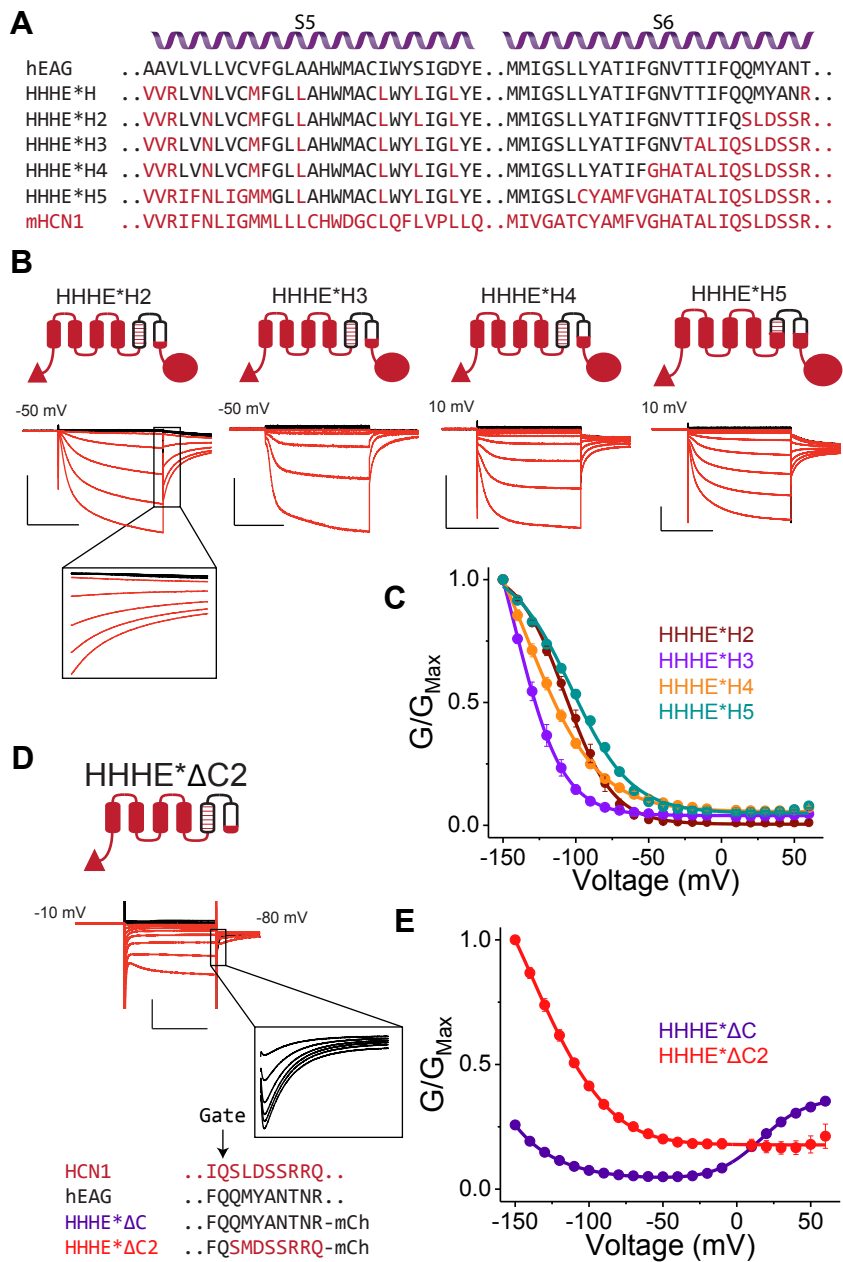 A
S5 S6
hEAG ..AAVLVLLVCVFGLAAHWMACIWYSIGDYE..MMIGSLLYATIFGNVTTIFQQMYANT..
HHHE*H ..VVRLVNLVCMFGLLAHWMACLWYLIGLYE..MMIGSLLYATIFGNVTTIFQQMYANR..
HHHE*H2 ..VVRLVNLVCMFGLLAHWMACLWYLIGLYE..MMIGSLLYATIFGNVTTIFQSLDSSR..
HHHE*H3 ..VVRLVNLVCMFGLLAHWMACLWYLIGLYE..MMIGSLLYATIFGNVTALIQSLDSSR..
HHHE*H4 ..VVRLVNLVCMFGLLAHWMACLWYLIGLYE..MMIGSLLYATIFGHATALIQSLDSSR..
HHHE*H5 ..VVRIFNLIGMMGLLAHWMACLWYLIGLYE..MMIGSLCYAMFVGHATALIQSLDSSR..
mHCN1 ..VVRIFNLIGMMLLLCHWDGCLQFLVPLLQ..MIVGATCYAMFVGHATALIQSLDSSR..
B
HHHE*H2 HHHE*H3 HHHE*H4 HHHE*H5
-50 mV -50 mV 10 mV 10 mV
C
1.0
0.5
0.0
G/GMax
HHHE*H2
HHHE*H3
HHHE*H4
HHHE*H5
-150 -100 -50 0 50
Voltage (mV)
D
HHHE*ΔC2
-10 mV -80 mV
Gate
HCN1 ..IQSLDSSRRQ..
hEAG ..FQQMYANTNR..
HHHE*ΔC ..FQQMYANTNR-mCh
HHHE*ΔC2 ..FQSMDSSRRQ-mCh
E
1.0
0.5
0.0
G/GMax
HHHE*ΔC
HHHE*ΔC2
-150 -100 -50 0 50
Voltage (mV)